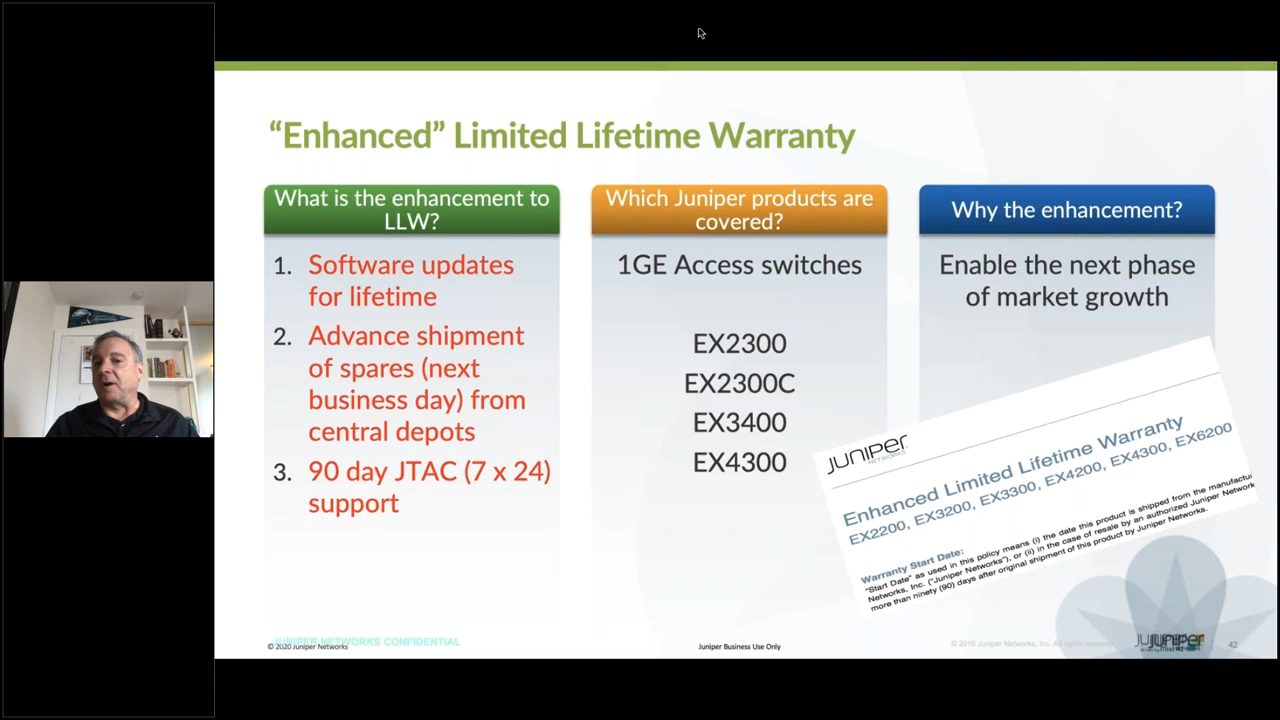 “Enhanced” Limited Lifetime Warranty
What is the enhancement to
LLW?
1. Software updates
for lifetime
2. Advance shipment
of spares (next
business day) from
central depots
3. 90 day JTAC (7 x 24)
support
Which Juniper products are
covered?
1GE Access switches
EX2300
EX2300C
EX3400
EX4300
Why the enhancement?
Enable the next phase
of market growth
JUNIPER
NETWORKS
Enhanced Limited Lifetime Warranty
EX2200, EX3200, EX3300, EX4200, EX4300, EX6200
Warranty Start Date:
"Start Date" as used in this policy means (i) the date this product is shipped from the manufactur
Networks, Inc. ("Juniper Networks"), or (ii) in the case of resale by an authorized Juniper Network
more than ninety (90) days after original shipment of this product by Juniper Networks.
JUNIPER NETWORKS CONFIDENTIAL
© 2020 Juniper Networks
Juniper Business Use Only
© 2016 Juniper Networks, Inc. All rights reserved.
JUNIPER
42